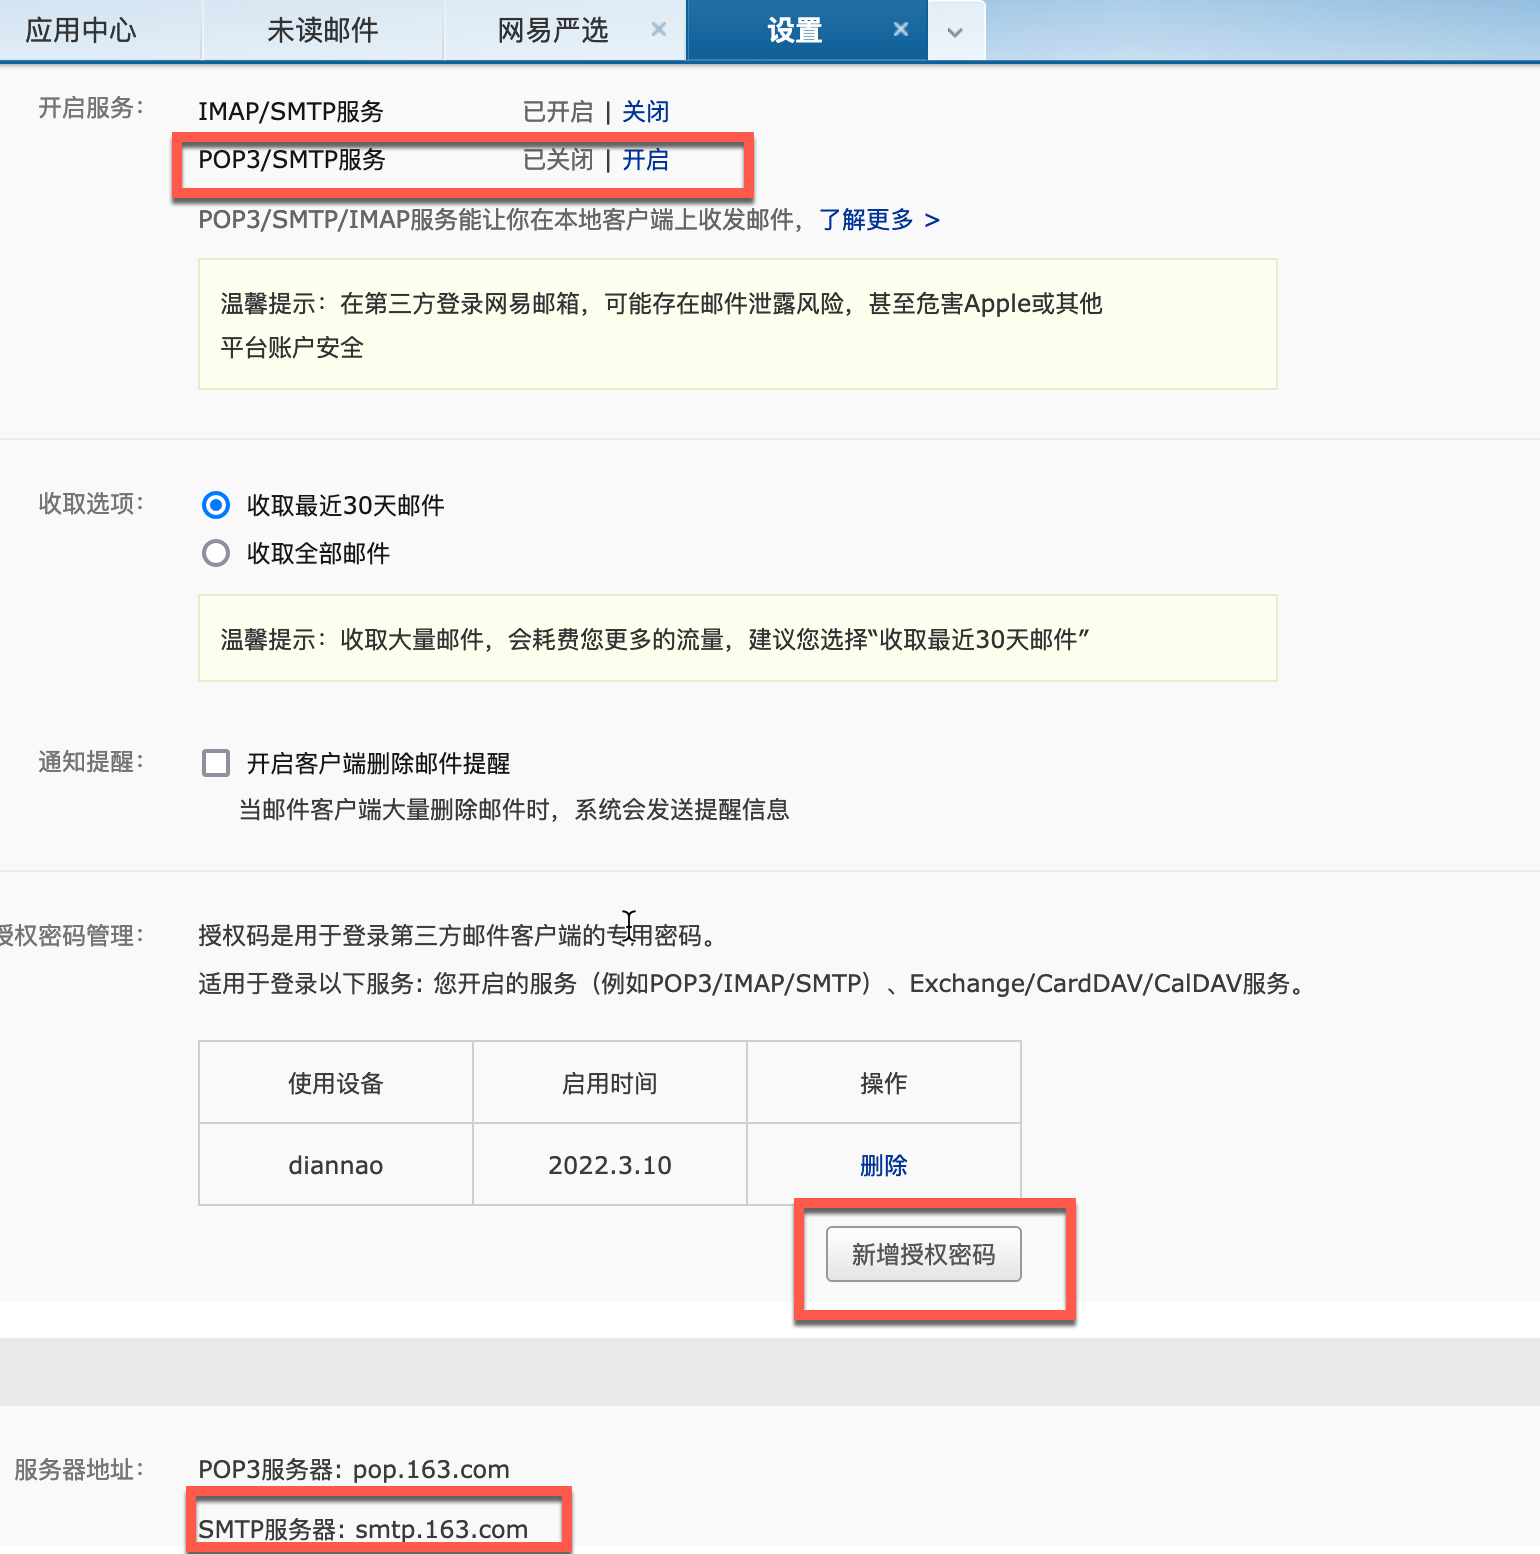 应用中心 未读邮件 网易严选 设置
开启服务： IMAP/SMTP服务 已开启 | 关闭
POP3/SMTP服务 已关闭 | 开启
POP3/SMTP/IMAP服务能让你在本地客户端上收发邮件，了解更多 >
温馨提示：在第三方登录网易邮箱，可能存在邮件泄露风险，甚至危害Apple或其他
平台账户安全
收取选项： 收取最近30天邮件
收取全部邮件
温馨提示：收取大量邮件，会耗费您更多的流量，建议您选择“收取最近30天邮件”
通知提醒： 开启客户端删除邮件提醒
当邮件客户端大量删除邮件时，系统会发送提醒信息
授权密码管理： 授权码是用于登录第三方邮件客户端的专用密码。
适用于登录以下服务：您开启的服务（例如POP3/IMAP/SMTP）、Exchange/CardDAV/CalDAV服务。
使用设备 启用时间 操作
diannao 2022.3.10 删除
新增授权密码
服务器地址： POP3服务器: pop.163.com
SMTP服务器: smtp.163.com